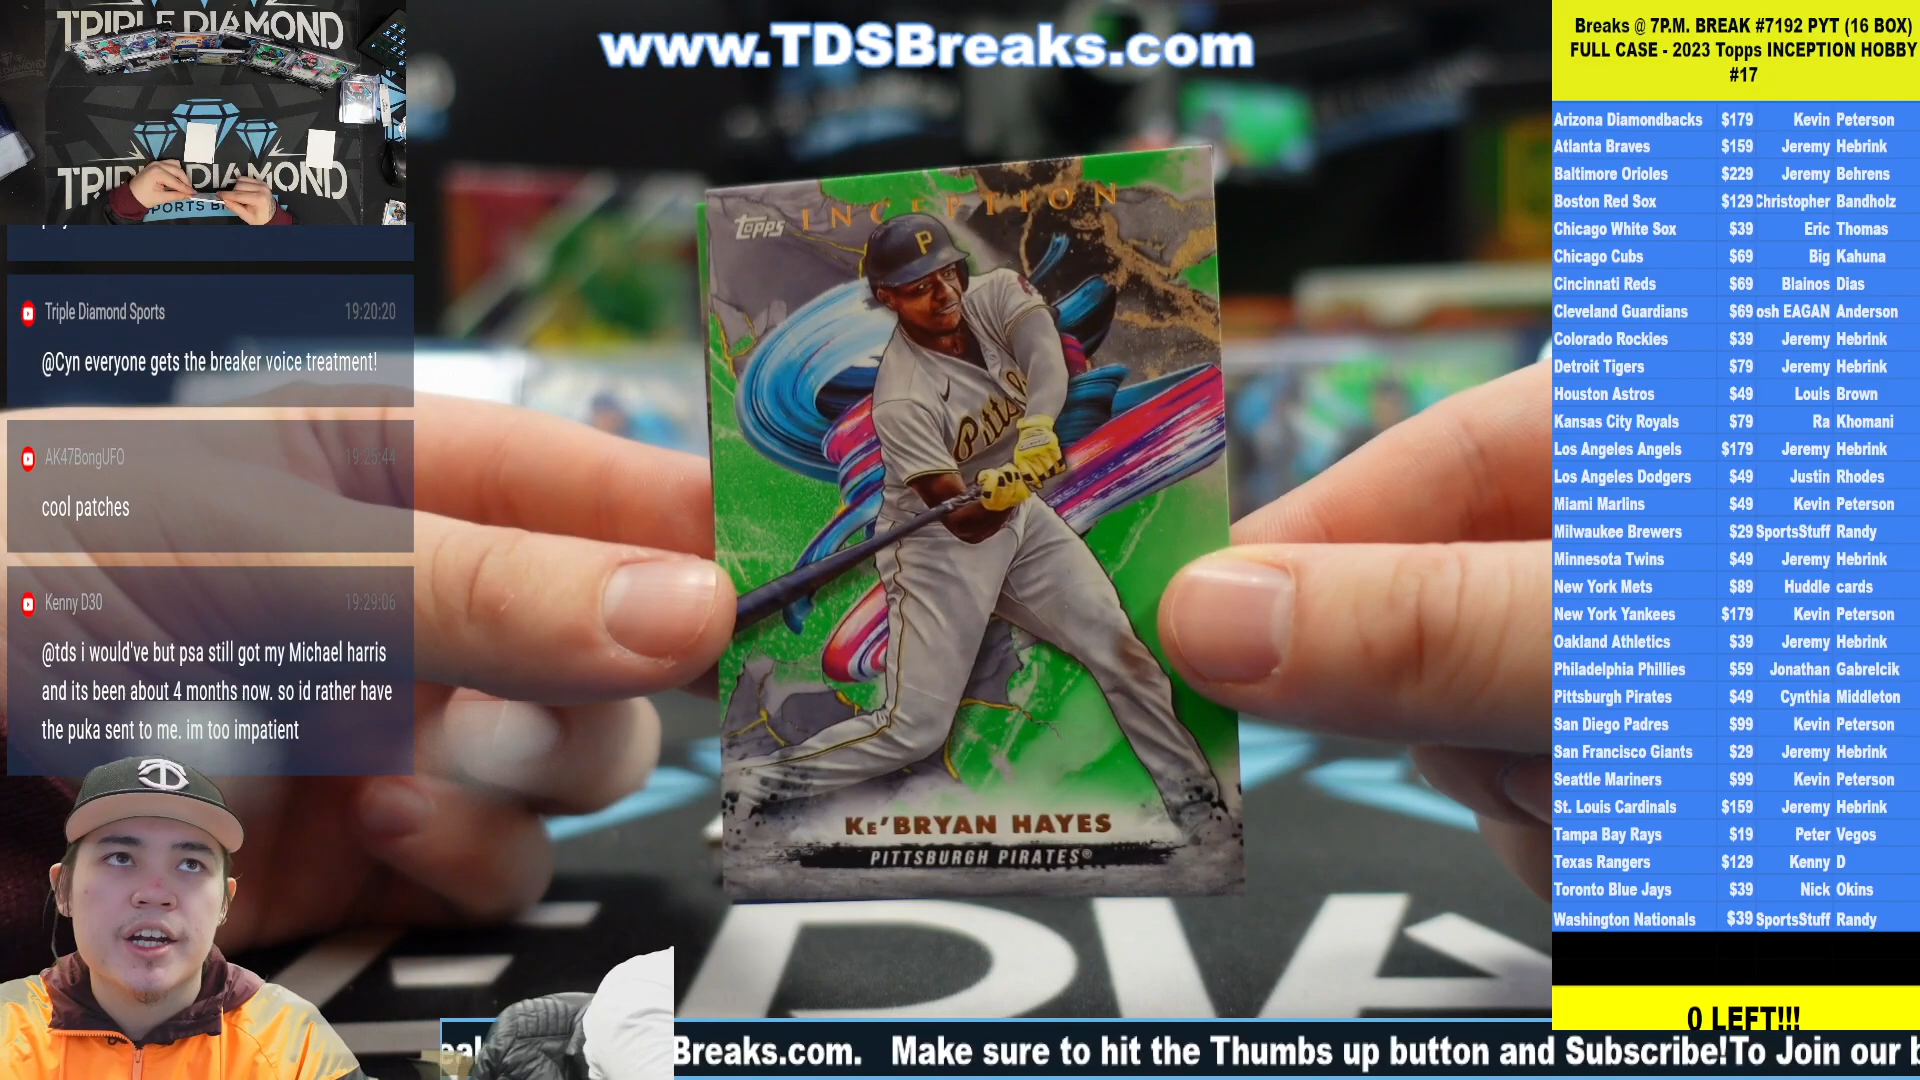 TRIPLE DIAMOND
TRIPLE DIAMOND
www.TDSBreaks.com
Triple Diamond Sports 19:20:20
@Cyn everyone gets the breaker voice treatment!
AK47BongUFO 19:25:44
cool patches
Kenny D30 19:29:06
@tds i would've but psa still got my Michael harris
and its been about 4 months now. so id rather have
the puka sent to me. im too impatient
Topps INCEPTION
P
Pitts
KE'BRYAN HAYES
PITTSBURGH PIRATES®
Breaks @ 7P.M. BREAK #7192 PYT (16 BOX)
FULL CASE - 2023 Topps INCEPTION HOBBY
#17
Arizona Diamondbacks $179 Kevin Peterson
Atlanta Braves $159 Jeremy Hebrink
Baltimore Orioles $229 Jeremy Behrens
Boston Red Sox $129 Christopher Bandholz
Chicago White Sox $39 Eric Thomas
Chicago Cubs $69 Big Kahuna
Cincinnati Reds $69 Blainos Dias
Cleveland Guardians $69 osh EAGAN Anderson
Colorado Rockies $39 Jeremy Hebrink
Detroit Tigers $79 Jeremy Hebrink
Houston Astros $49 Louis Brown
Kansas City Royals $79 Ra Khomani
Los Angeles Angels $179 Jeremy Hebrink
Los Angeles Dodgers $49 Justin Rhodes
Miami Marlins $49 Kevin Peterson
Milwaukee Brewers $29 SportsStuff Randy
Minnesota Twins $49 Jeremy Hebrink
New York Mets $89 Huddle cards
New York Yankees $179 Kevin Peterson
Oakland Athletics $39 Jeremy Hebrink
Philadelphia Phillies $59 Jonathan Gabrelcik
Pittsburgh Pirates $49 Cynthia Middleton
San Diego Padres $99 Kevin Peterson
San Francisco Giants $29 Jeremy Hebrink
Seattle Mariners $99 Kevin Peterson
St. Louis Cardinals $159 Jeremy Hebrink
Tampa Bay Rays $19 Peter Vegos
Texas Rangers $129 Kenny D
Toronto Blue Jays $39 Nick Okins
Washington Nationals $39 SportsStuff Randy
0 LEFT!!!
Breaks.com. Make sure to hit the Thumbs up button and Subscribe!To Join our